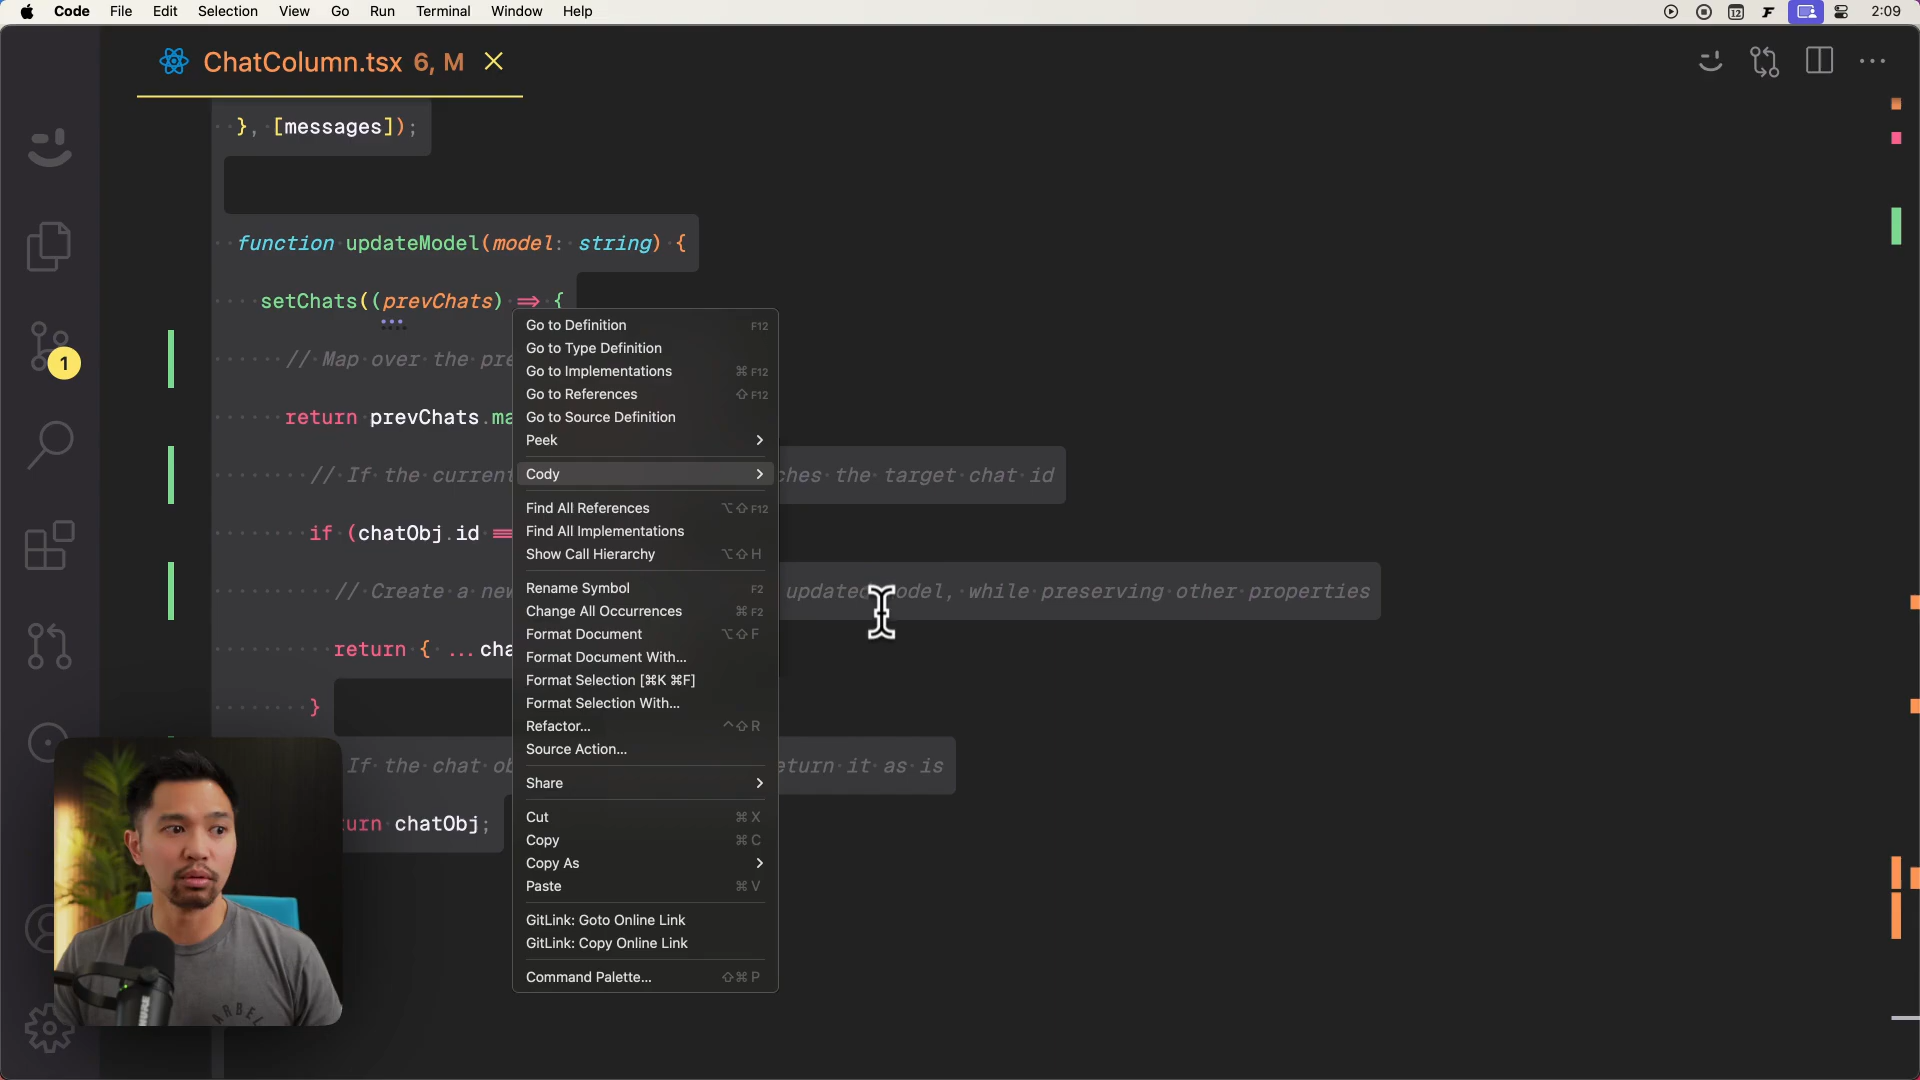 Code File Edit Selection View Go Run Terminal Window Help
12
2:09
ChatColumn.tsx 6, M
}, [messages]);
function updateModel(model: string) {
setChats((prevChats) => {
// Map over the pre
return prevChats.ma
// If the current
ches the target chat id
if (chatObj.id ===
// Create a new
updated model, while preserving other properties
return { ...cha
}
If the chat ob
eturn it as is
urn chatObj;
1
Go to Definition F12
Go to Type Definition
Go to Implementations ⌘ F12
Go to References ⇧ F12
Go to Source Definition
Peek
Cody
Find All References ⌥⇧F12
Find All Implementations
Show Call Hierarchy ⌥⇧H
Rename Symbol F2
Change All Occurrences ⌘ F2
Format Document ⌥⇧F
Format Document With...
Format Selection [⌘K ⌘F]
Format Selection With...
Refactor... ^⇧R
Source Action...
Share
Cut ⌘ X
Copy ⌘ C
Copy As
Paste ⌘ V
GitLink: Goto Online Link
GitLink: Copy Online Link
Command Palette... ⇧⌘P